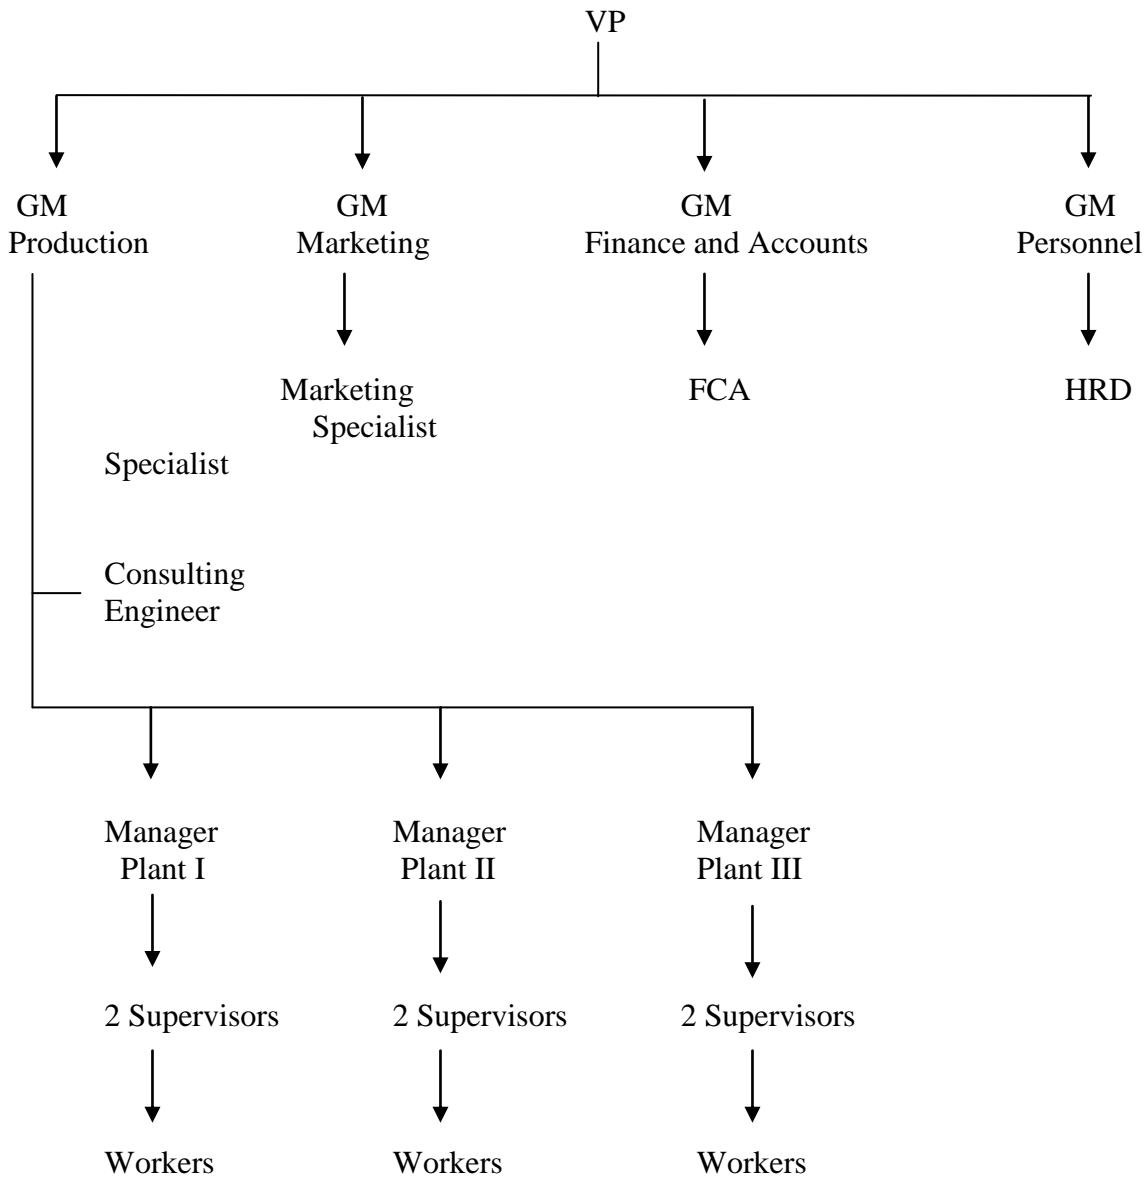 VP
GM
Production
GM
Marketing
GM
Finance and Accounts
GM
Personnel
Marketing
Specialist
FCA
HRD
Specialist
Consulting
Engineer
Manager
Plant I
Manager
Plant II
Manager
Plant III
2 Supervisors
2 Supervisors
2 Supervisors
Workers
Workers
Workers